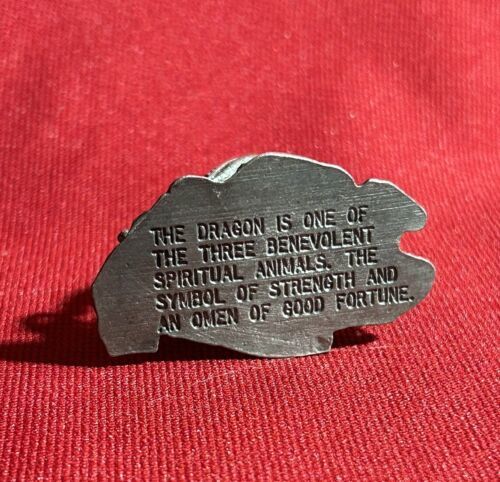 THE DRAGON IS ONE OF
THE THREE BENEVOLENT
SPIRITUAL ANIMALS. THE
SYMBOL OF STRENGTH AND
AN OMEN OF GOOD FORTUNE.